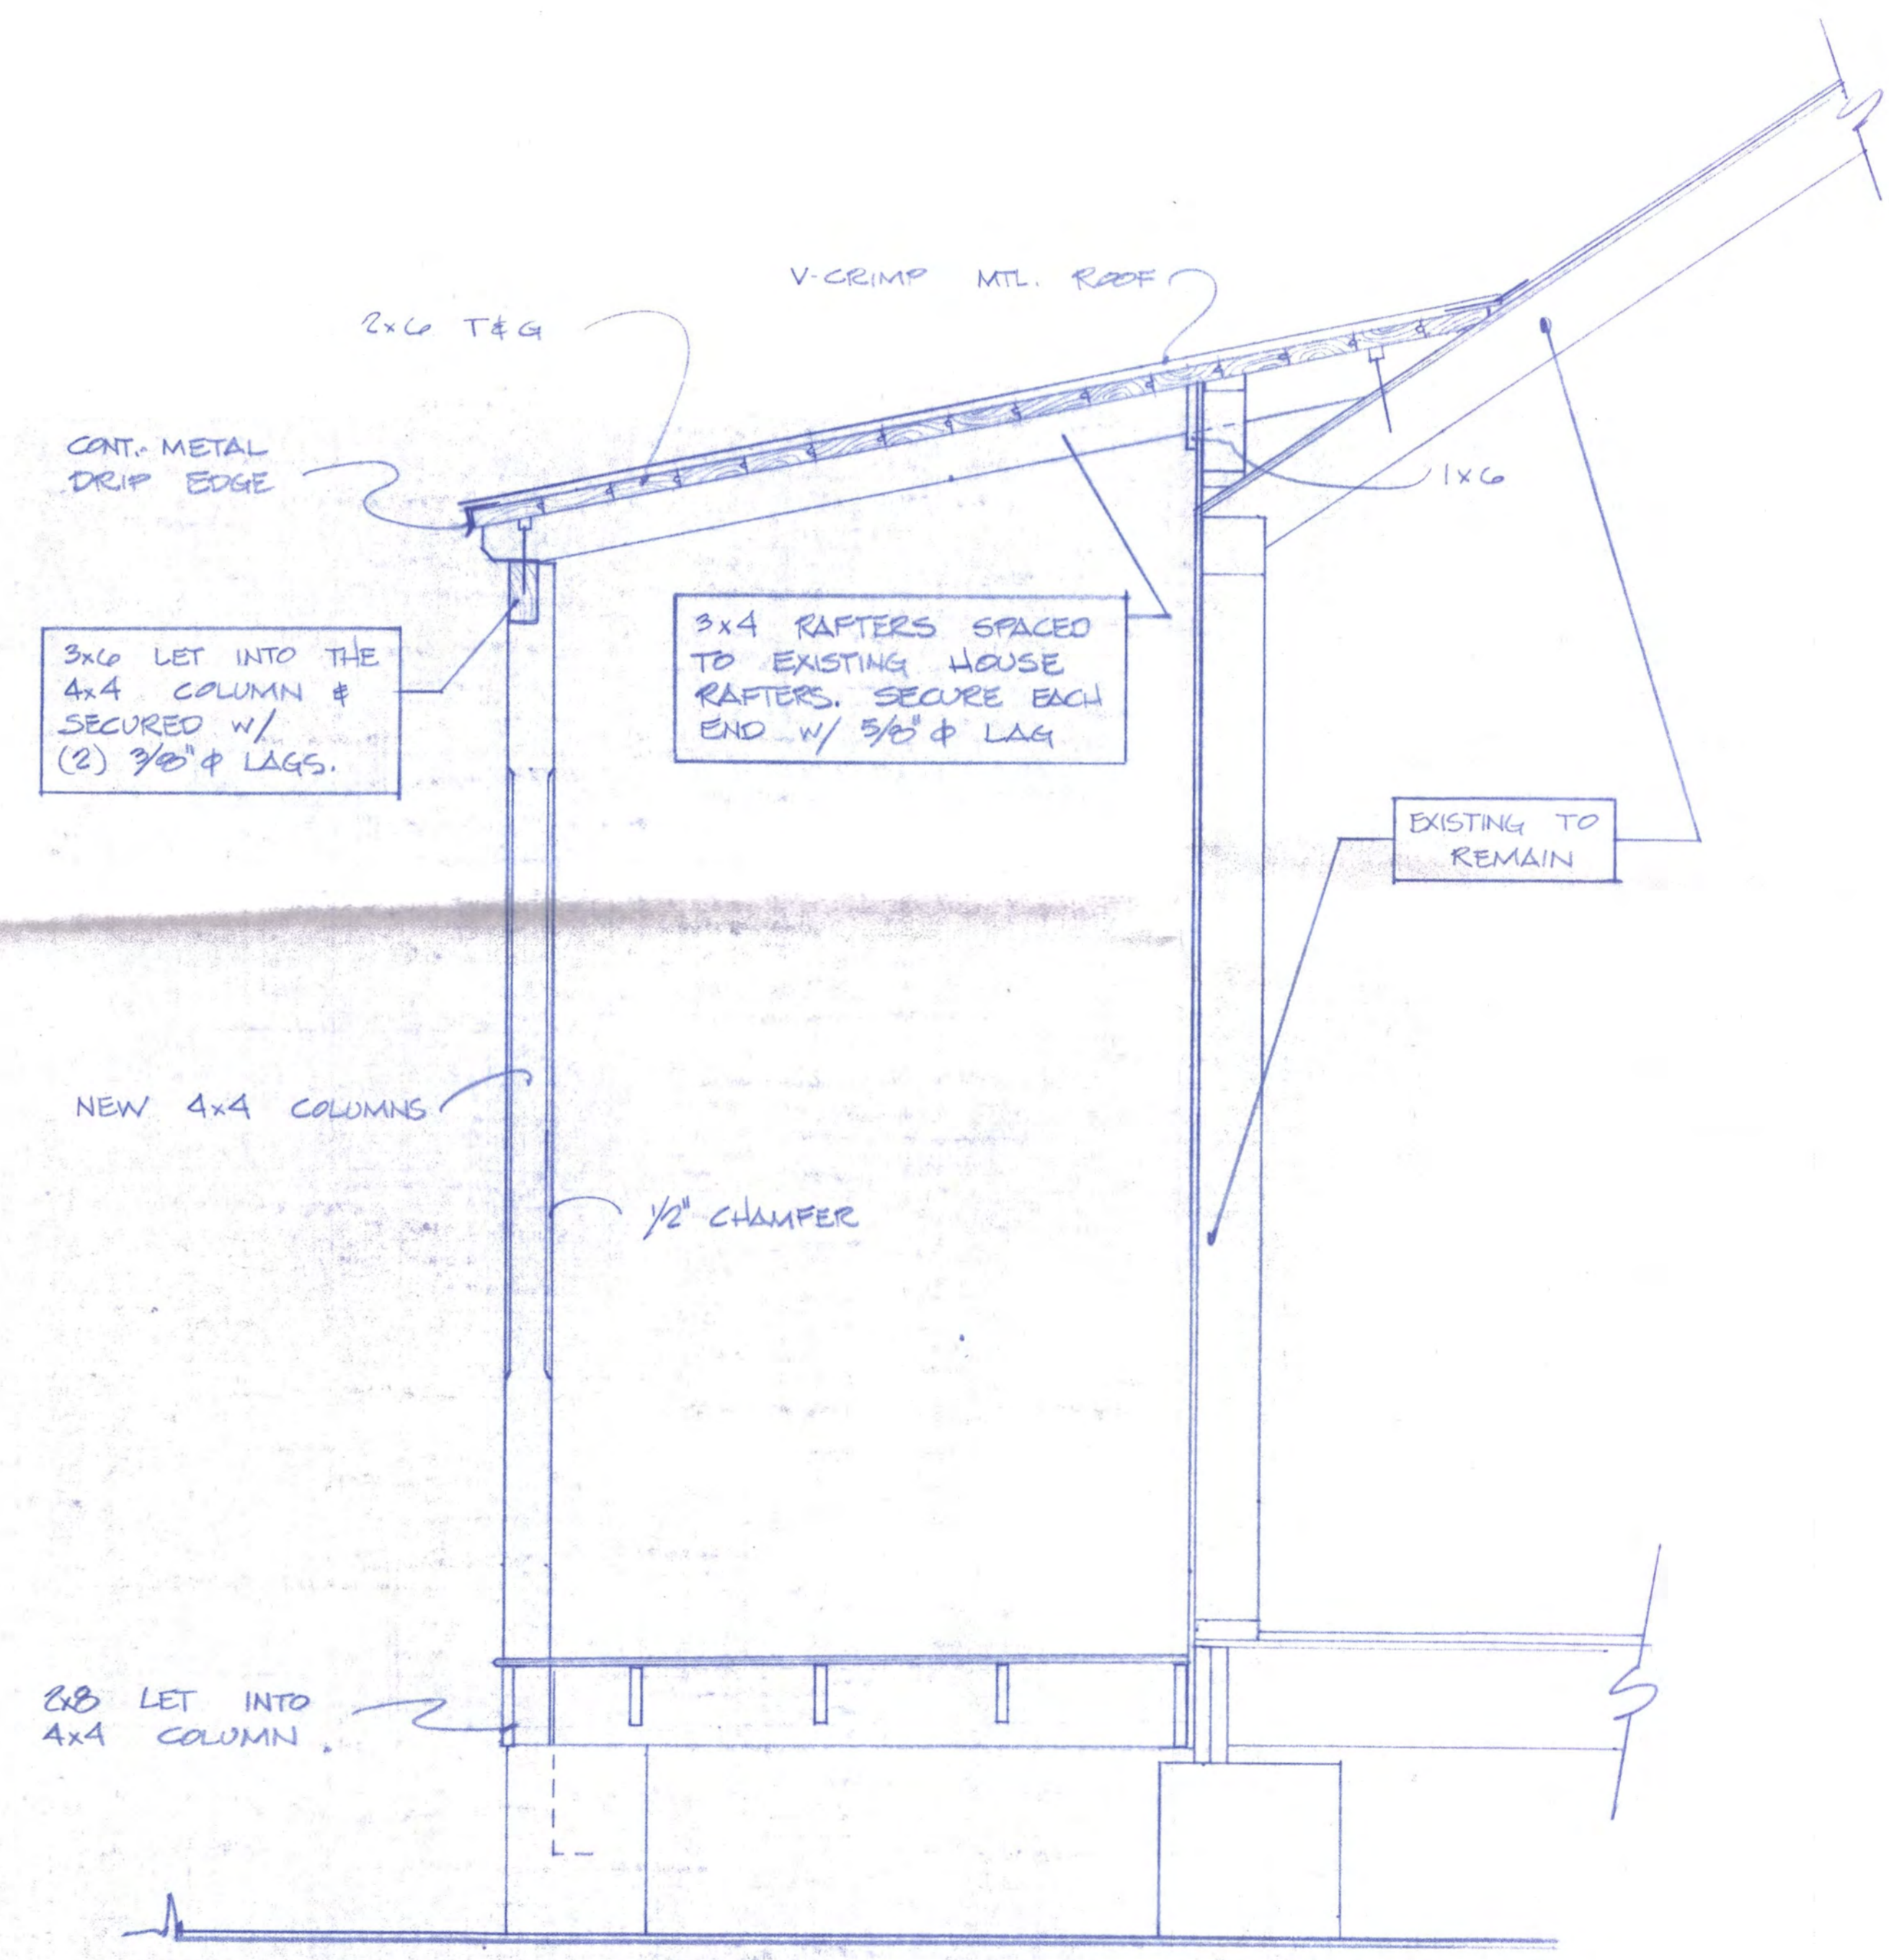 V-CRIMP MTL. ROOF
2x6 T&G
CONT. METAL
DRIP EDGE
1x6
3x6 LET INTO THE
4x4 COLUMN &
SECURED W/
(2) 3/8"φ LAGS.
3x4 RAFTERS SPACED
TO EXISTING HOUSE
RAFTERS. SECURE EACH
END W/ 5/8"φ LAG
EXISTING TO
REMAIN
NEW 4x4 COLUMNS
1/2" CHAMFER
2x8 LET INTO
4x4 COLUMN.